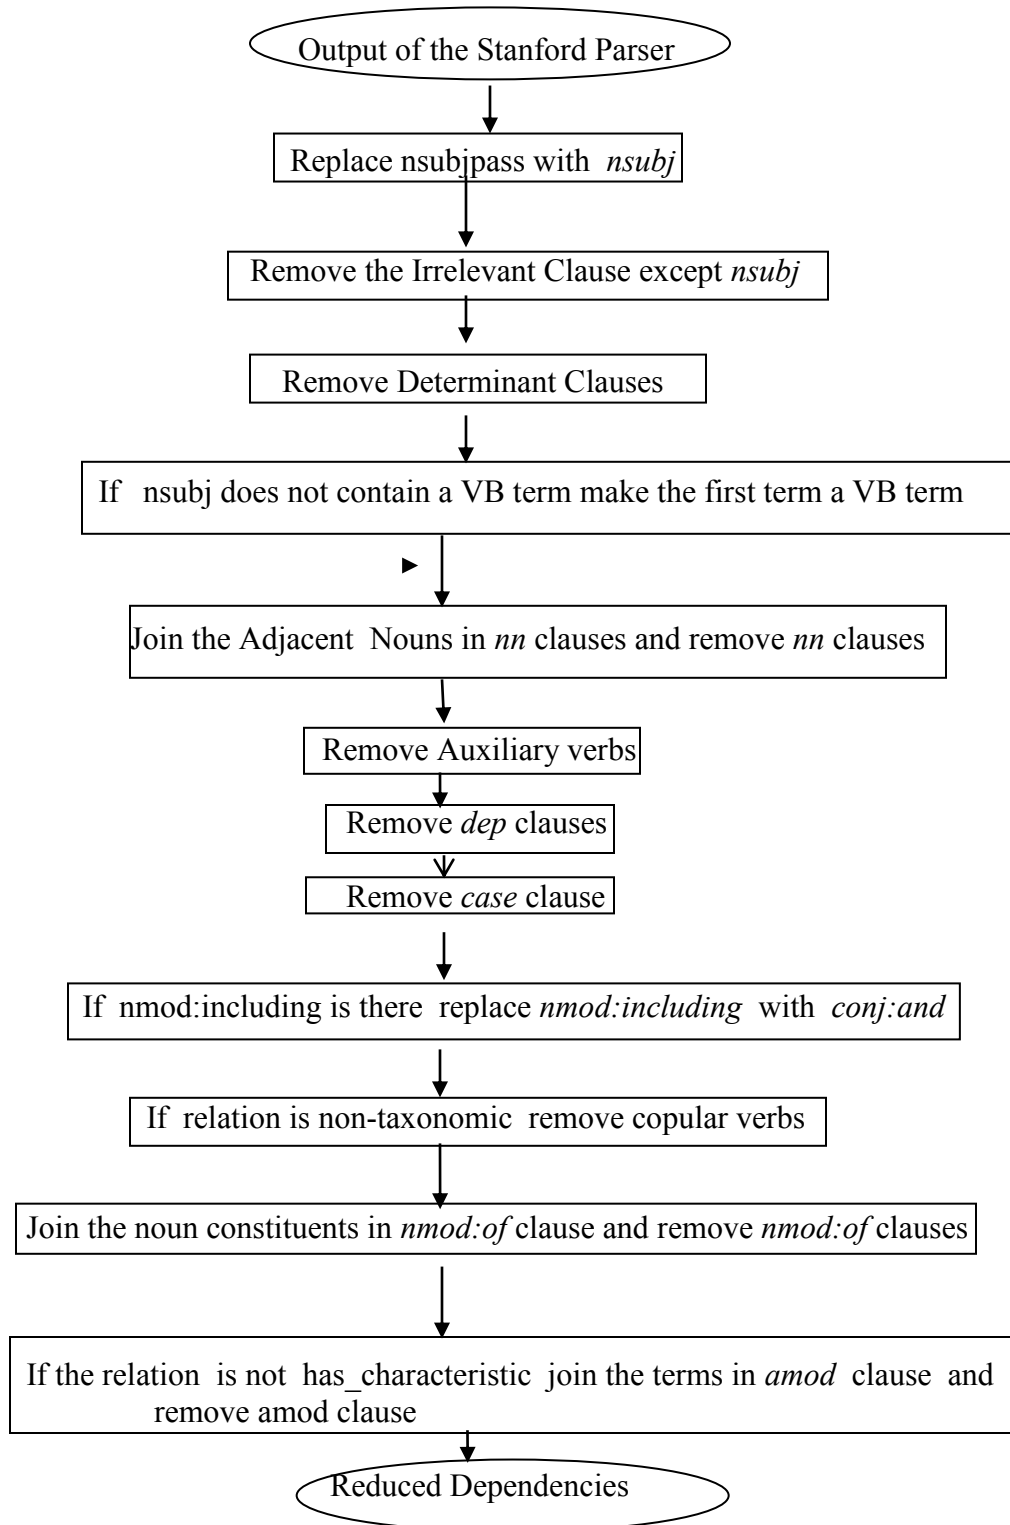 Output of the Stanford Parser
Replace nsubjpass with nsubj
Remove the Irrelevant Clause except nsubj
Remove Determinant Clauses
If nsubj does not contain a VB term make the first term a VB term
Join the Adjacent Nouns in nn clauses and remove nn clauses
Remove Auxiliary verbs
Remove dep clauses
Remove case clause
If nmod:including is there replace nmod:including with conj:and
If relation is non-taxonomic remove copular verbs
Join the noun constituents in nmod:of clause and remove nmod:of clauses
If the relation is not has_characteristic join the terms in amod clause and
remove amod clause
Reduced Dependencies